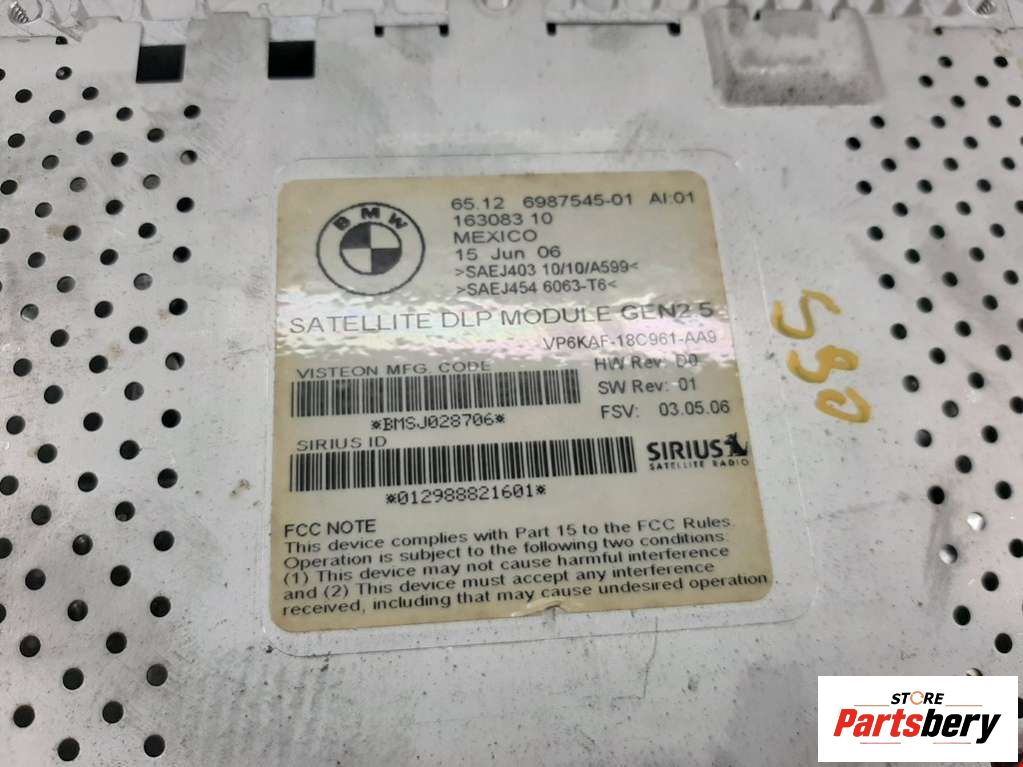 BMW
65.12 6987545-01 AI:01
163083 10
MEXICO
15 Jun 06
>SAEJ403 10/10/A599<
>SAEJ454 6063-T6<
SATELLITE DLP MODULE GEN2.5
VP6KAF-18C961-AA9
VISTEON MFG. CODE
HW Rev: D0
SW Rev: 01
*BMSJ028706*
FSV: 03.05.06
SIRIUS ID
SIRIUS
SATELLITE RADIO
*012988821601*
FCC NOTE
This device complies with Part 15 to the FCC Rules.
Operation is subject to the following two conditions:
(1) This device may not cause harmful interference
and (2) This device must accept any interference
received, including that may cause undesired operation
STORE
Partsbery